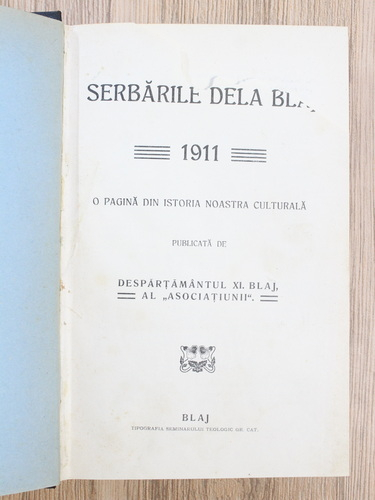 SERBĂRILE DELA BLAJ
1911
O PAGINĂ DIN ISTORIA NOASTRA CULTURALĂ
PUBLICATĂ DE
DESPĂRȚĂMÂNTUL XI. BLAJ,
AL „ASOCIAȚIUNII“.
BLAJ
TIPOGRAFIA SEMINARULUI TEOLOGIC GR. CAT.